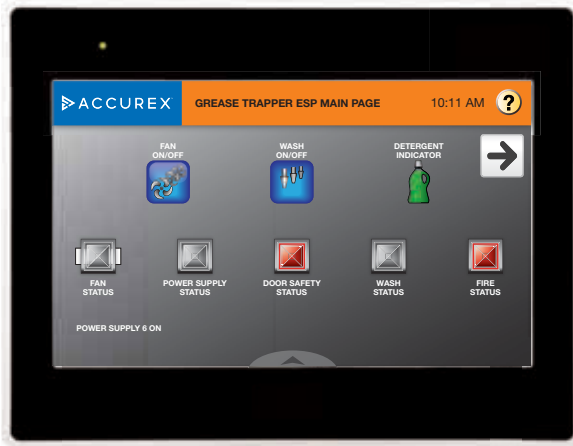 ACCUREX
GREASE TRAPPER ESP MAIN PAGE
10:11 AM
?
FAN
ON/OFF
WASH
ON/OFF
DETERGENT
INDICATOR
FAN
STATUS
POWER SUPPLY
STATUS
DOOR SAFETY
STATUS
WASH
STATUS
FIRE
STATUS
POWER SUPPLY 6 ON